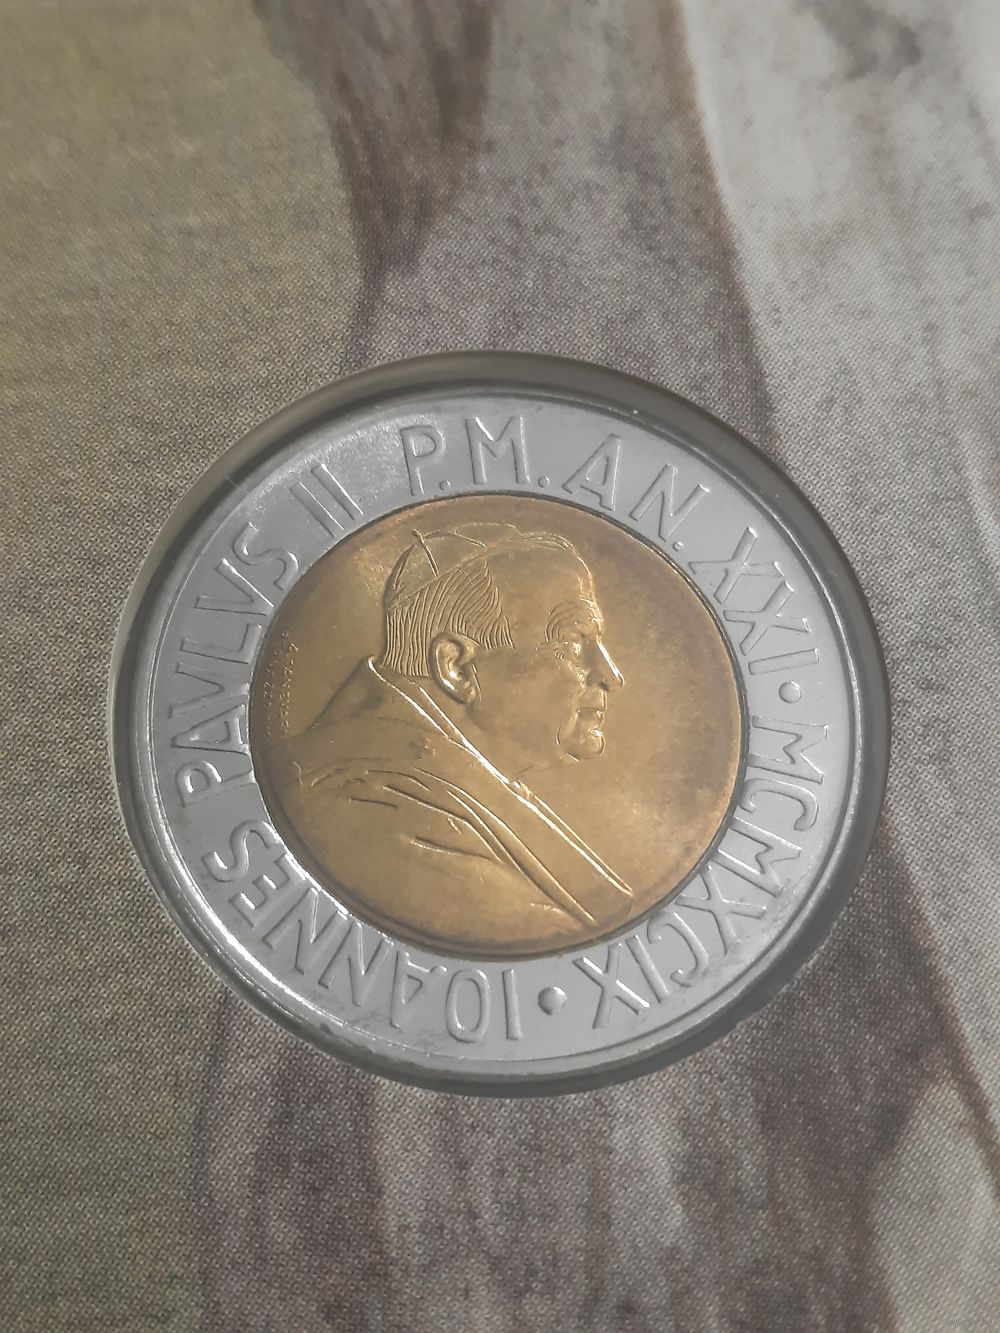 IOANNES PAVLVS II P.M. AN. XXI • MCMXCIX •